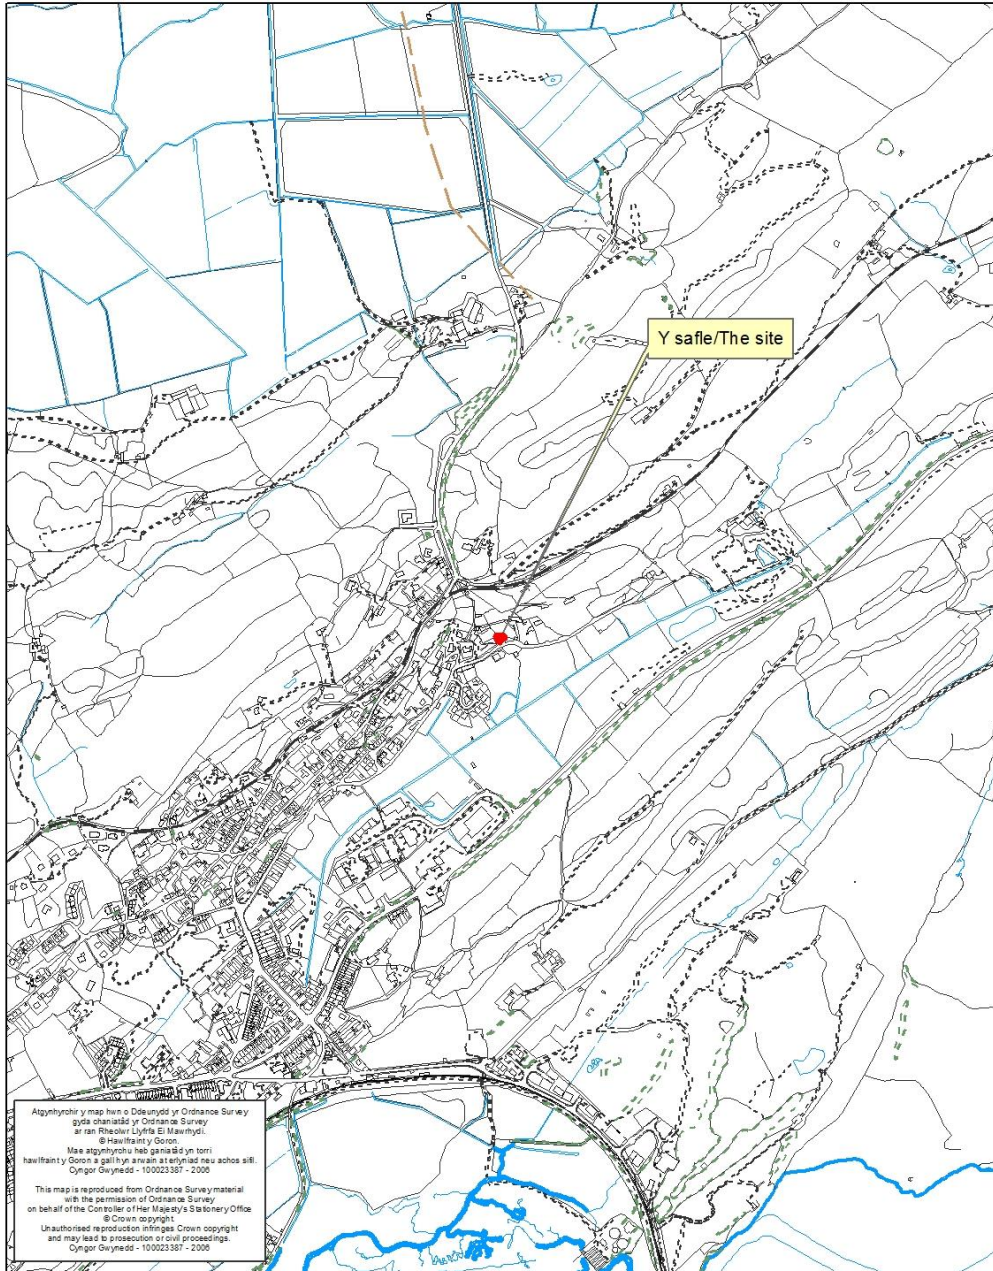 Y safle/The site
Atgynhyrchir y map hwn o Ddeunydd yr Ordnance Survey
gyda chaniatâd yr Ordnance Survey
ar ran Rheolwr Llyfrfa Ei Mawrhydi.
© Hawlfraint y Goron.
Mae atgynhyrchu heb ganiatâd yn torri
hawlfraint y Goron a gall hyn arwain at erlyniad neu achos sifil.
Cyngor Gwynedd - 100023387 - 2006
This map is reproduced from Ordnance Survey material
with the permission of Ordnance Survey
on behalf of the Controller of Her Majesty's Stationery Office
© Crown copyright.
Unauthorised reproduction infringes Crown copyright
and may lead to prosecution or civil proceedings.
Cyngor Gwynedd - 100023387 - 2006